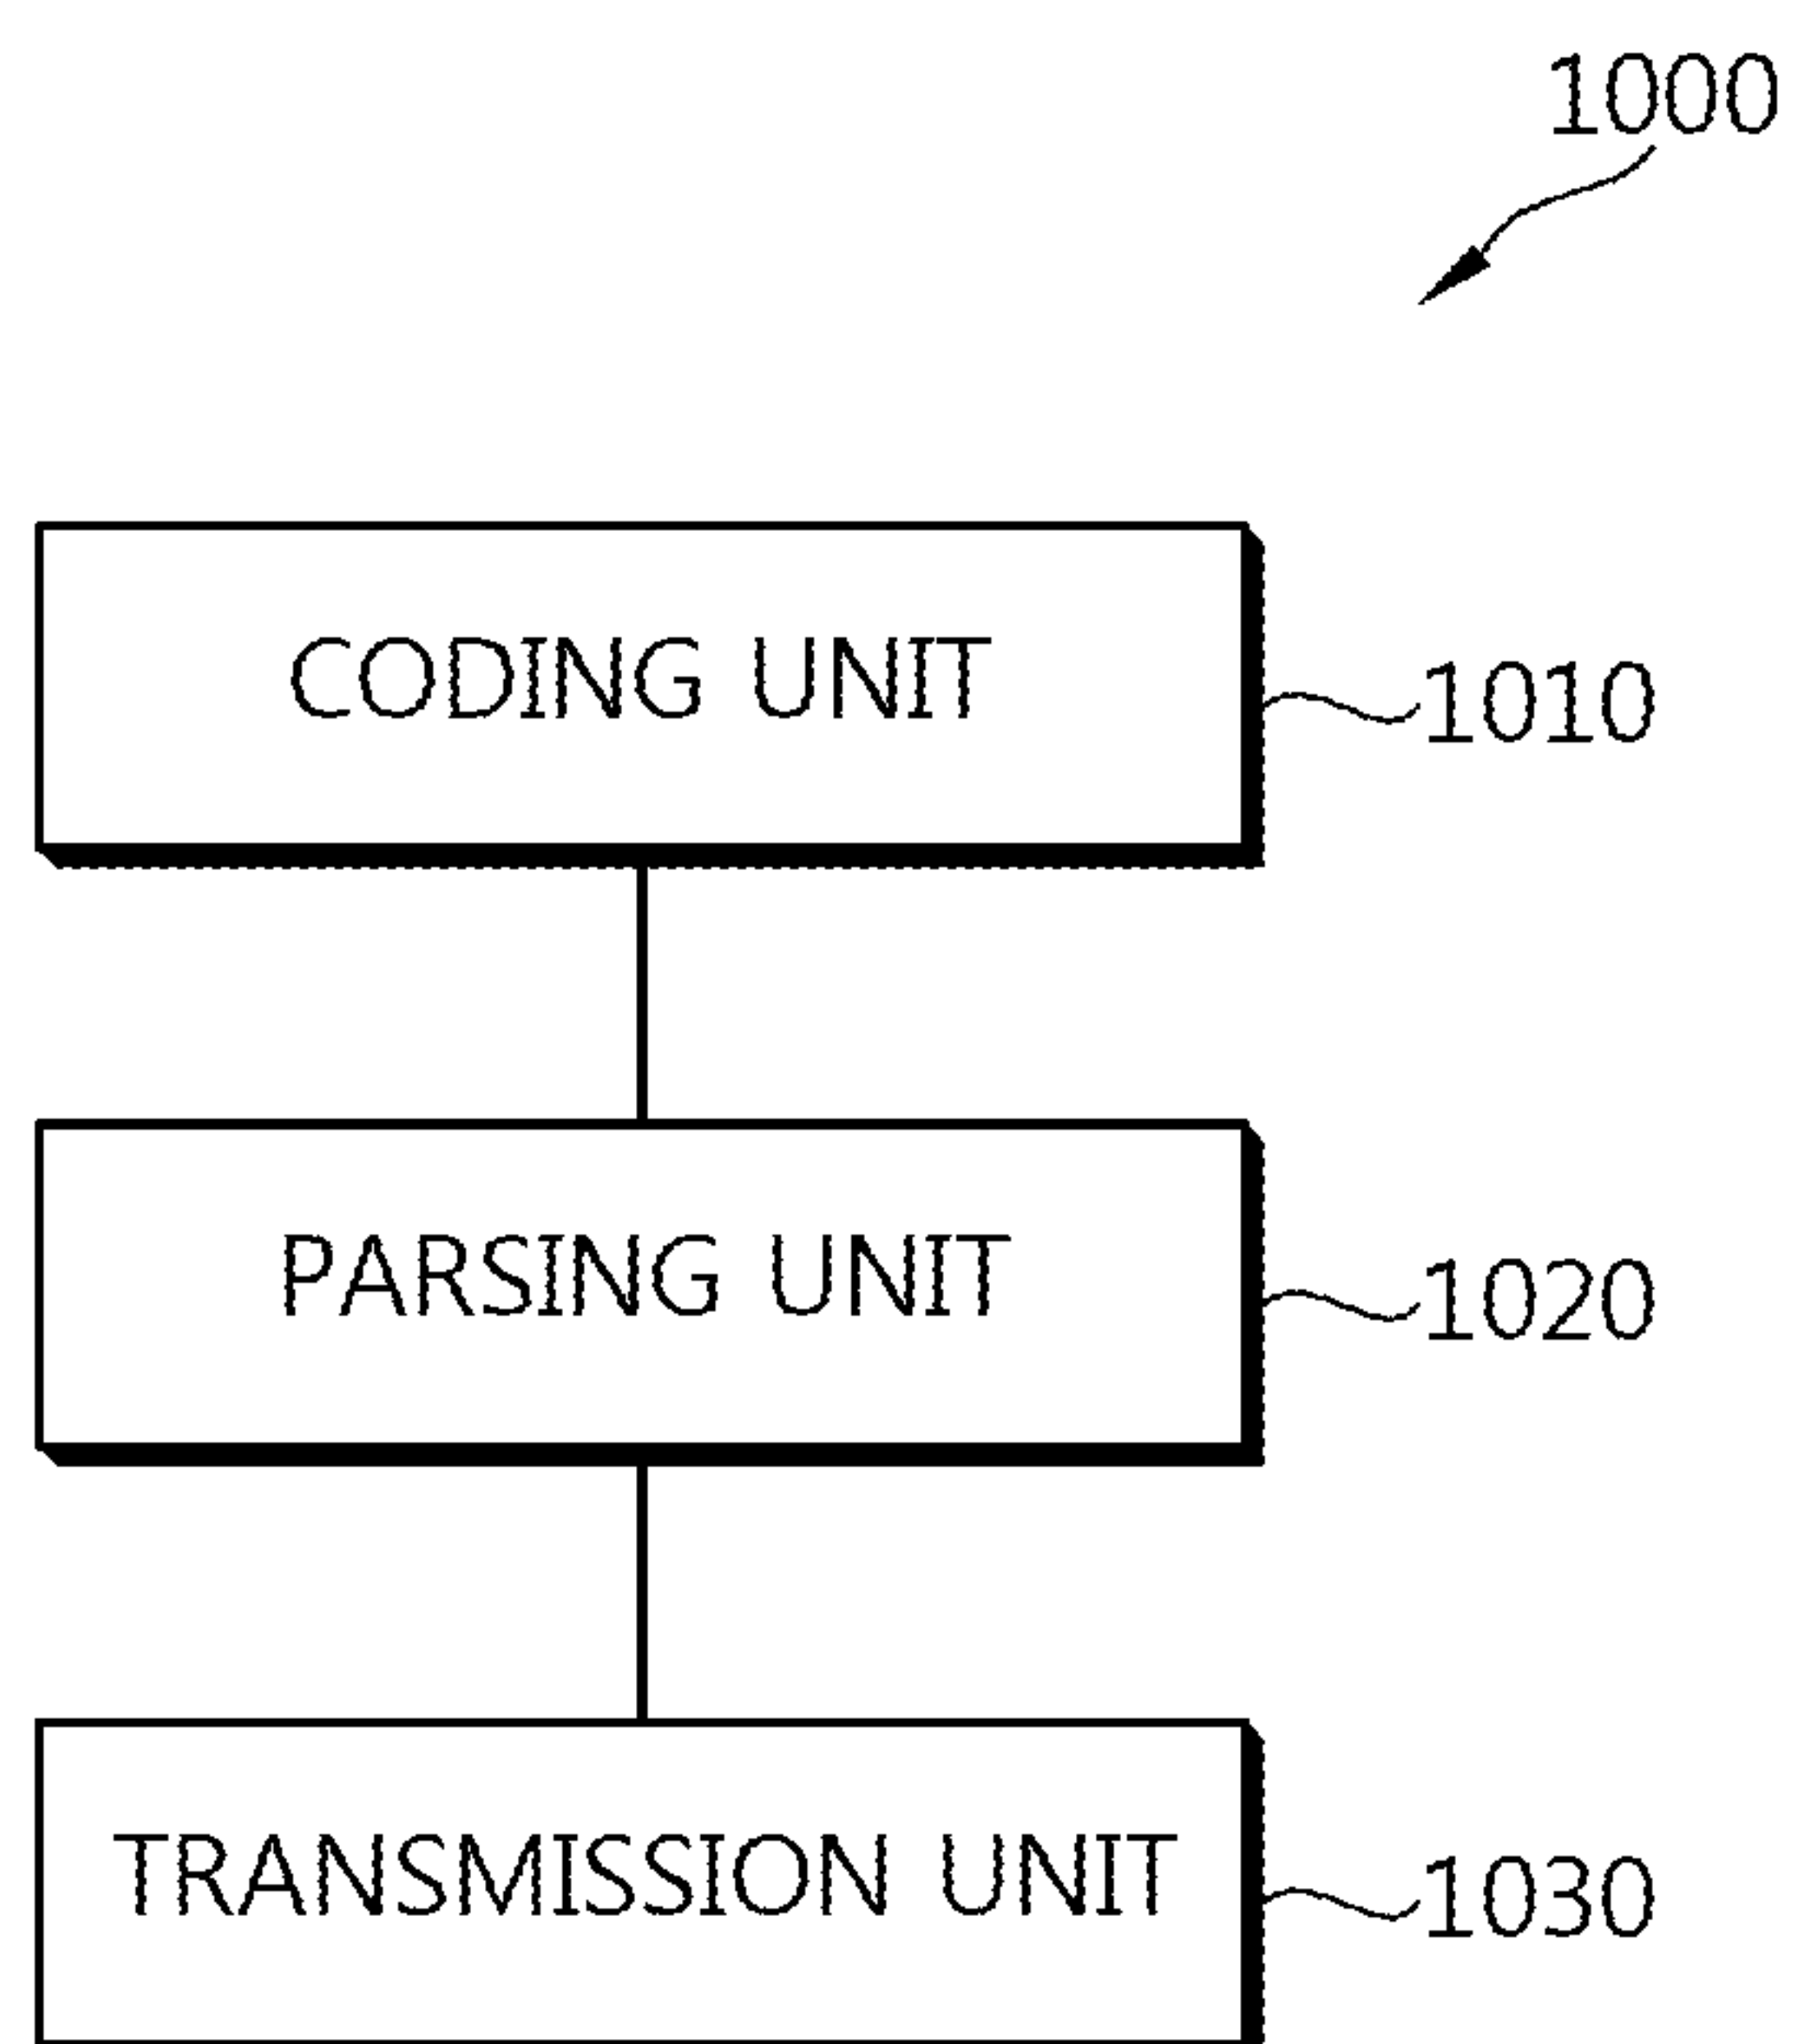 1000
CODING UNIT
1010
PARSING UNIT
1020
TRANSMISSION UNIT
1030